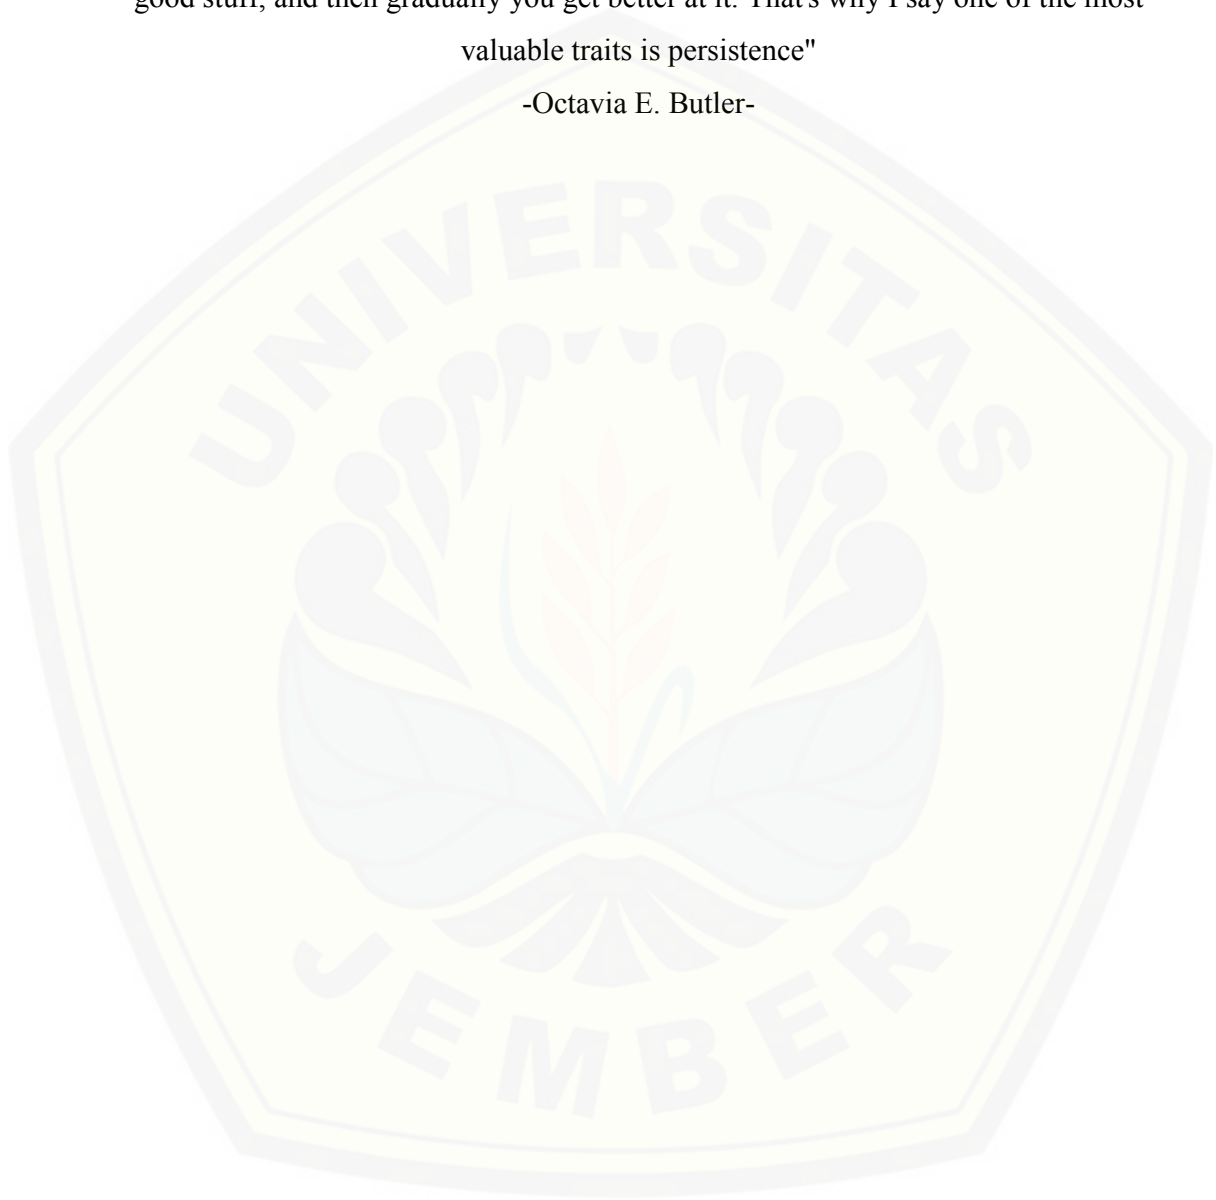 good stuff, and then gradually you get better at it. That's why I say one of the most
valuable traits is persistence"
-Octavia E. Butler-
UNIVERSITAS
JEMBER